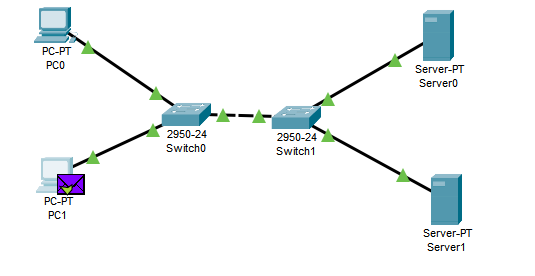 PC-PT
PC0
Server-PT
Server0
2950-24
Switch0
2950-24
Switch1
PC-PT
PC1
Server-PT
Server1